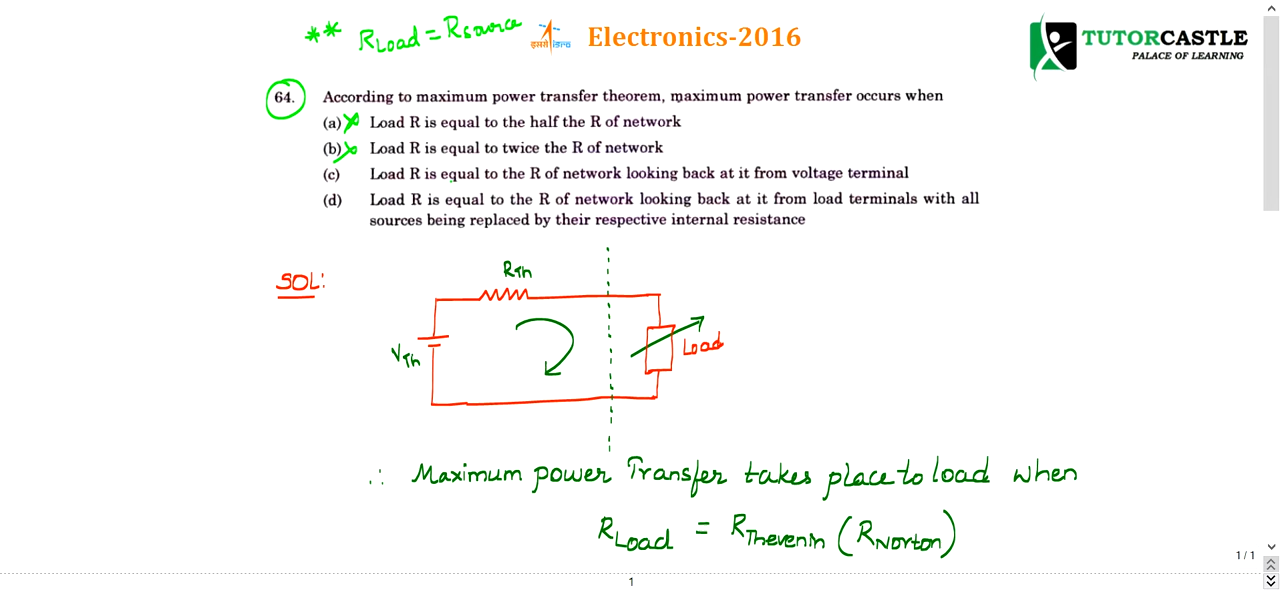 ** RLoad = Rsource
इसरो isro
Electronics-2016
TUTORCASTLE
PALACE OF LEARNING
64. According to maximum power transfer theorem, maximum power transfer occurs when
(a) Load R is equal to the half the R of network
(b) Load R is equal to twice the R of network
(c) Load R is equal to the R of network looking back at it from voltage terminal
(d) Load R is equal to the R of network looking back at it from load terminals with all
sources being replaced by their respective internal resistance
SOL:
RTh
VTh
Load
∴ Maximum power Transfer takes place to load when
RLoad = RThevenin (RNorton)
1 / 1
1